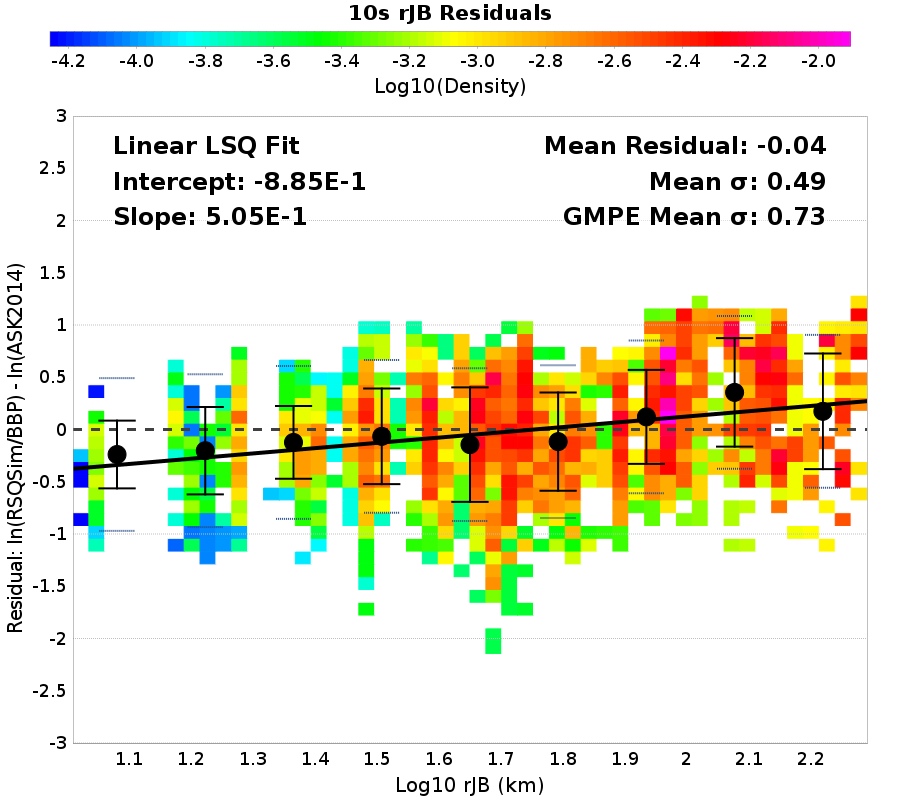 10s rJB Residuals
-4.2 -4.0 -3.8 -3.6 -3.4 -3.2 -3.0 -2.8 -2.6 -2.4 -2.2 -2.0
Log10(Density)
Linear LSQ Fit
Intercept: -8.85E-1
Slope: 5.05E-1
Mean Residual: -0.04
Mean σ: 0.49
GMPE Mean σ: 0.73
Residual: ln(RSQSim/BBP) - ln(ASK2014)
3
2.5
2
1.5
1
0.5
0
-0.5
-1
-1.5
-2
-2.5
-3
1.1 1.2 1.3 1.4 1.5 1.6 1.7 1.8 1.9 2 2.1 2.2
Log10 rJB (km)